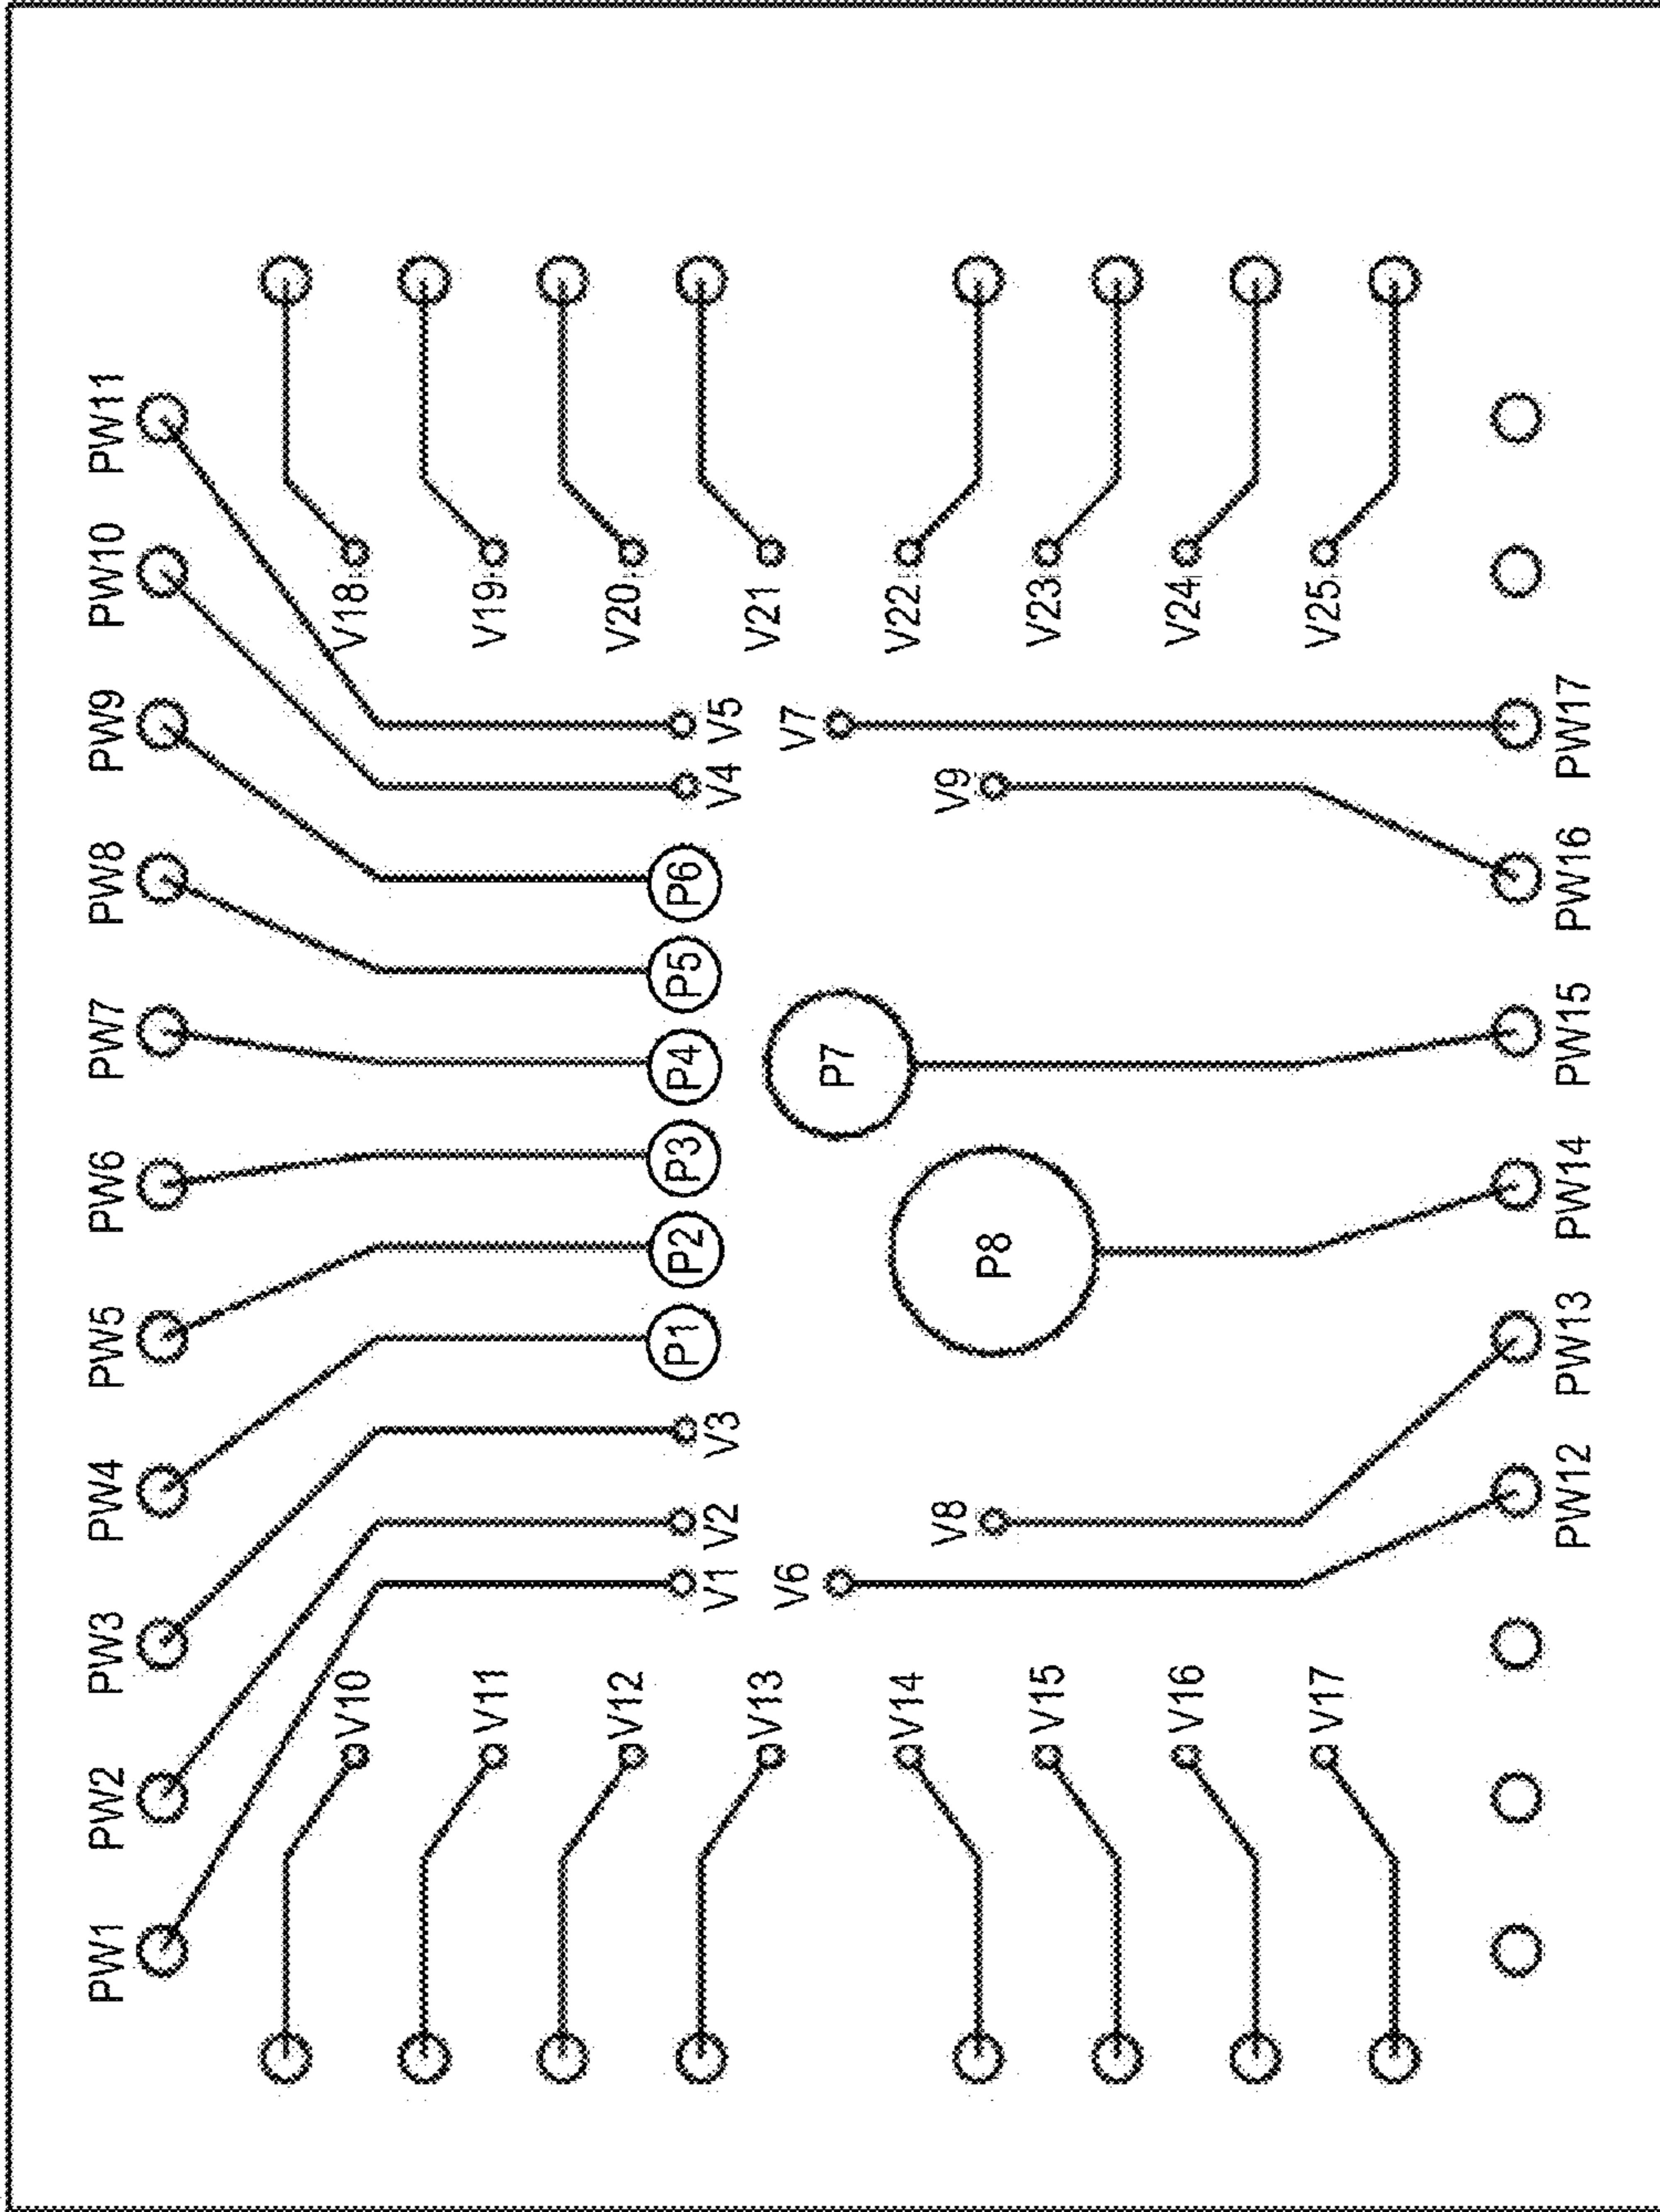 PW1 PW2 PW3 PW4 PW5 PW6 PW7 PW8 PW9 PW10 PW11
V10 V18
V11 V19
V12 V20
P1 P2 P3 P4 P5 P6
V1 V2 V3 V4 V5
V13 V21
V6 P7 V7
V14 V22
V8 V9
P8
V15 V23
V16 V24
V17 V25
PW12 PW13 PW14 PW15 PW16 PW17